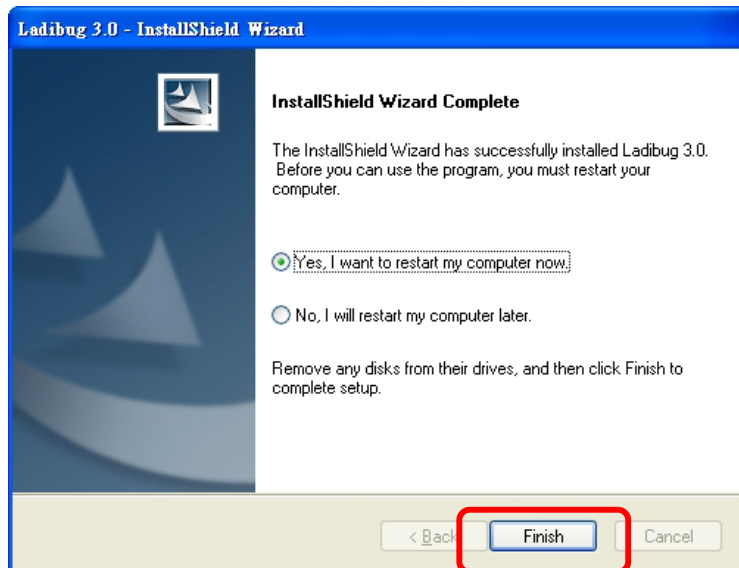 Ladibug 3.0 - InstallShield Wizard
InstallShield Wizard Complete
The InstallShield Wizard has successfully installed Ladibug 3.0.
Before you can use the program, you must restart your
computer.
Yes, I want to restart my computer now.
No, I will restart my computer later.
Remove any disks from their drives, and then click Finish to
complete setup.
< Back
Finish
Cancel